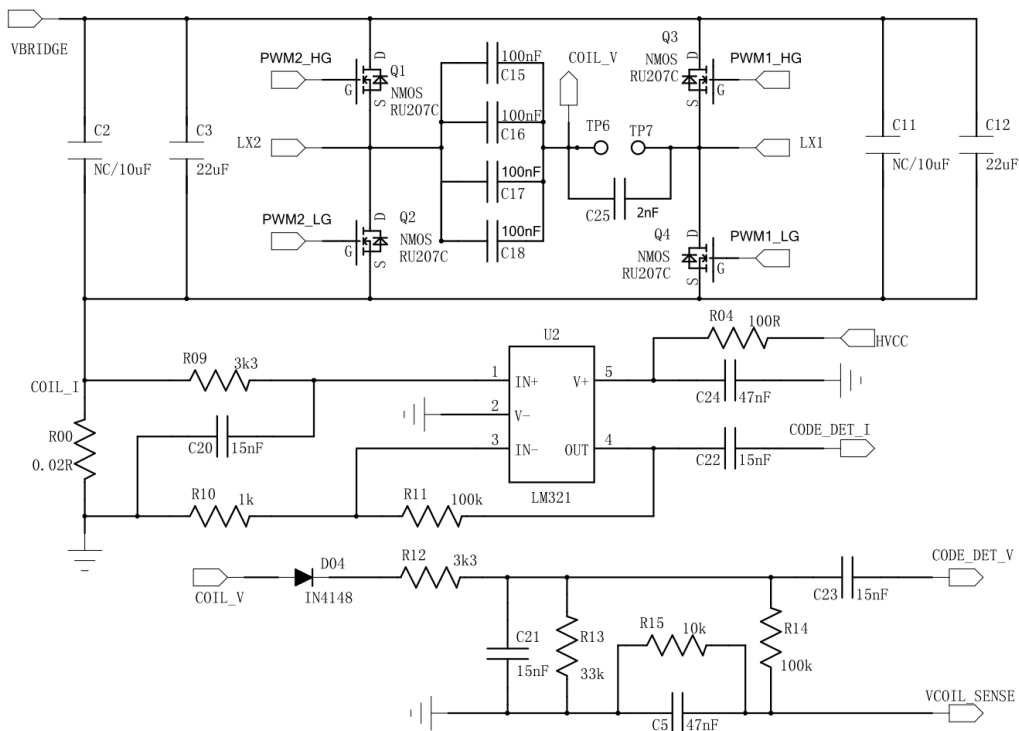 VBRIDGE
C2
NC/10uF
C3
22uF
PWM2_HG
G
D
S
Q1
NMOS
RU207C
LX2
PWM2_LG
G
D
S
Q2
NMOS
RU207C
100nF
C15
100nF
C16
100nF
C17
100nF
C18
COIL_V
TP6
TP7
C25
2nF
Q3
NMOS
RU207C
D
S
G
PWM1_HG
LX1
Q4
NMOS
RU207C
D
S
G
PWM1_LG
C11
NC/10uF
C12
22uF
COIL_I
R00
0.02R
R09
3k3
C20
15nF
R10
1k
R11
100k
U2
1
IN+
2
V-
3
IN-
V+
5
OUT
4
LM321
R04
100R
HVCC
C24
47nF
C22
15nF
CODE_DET_I
COIL_V
D04
IN4148
R12
3k3
C21
15nF
R13
33k
R15
10k
C5
47nF
R14
100k
C23
15nF
CODE_DET_V
VCOIL_SENSE